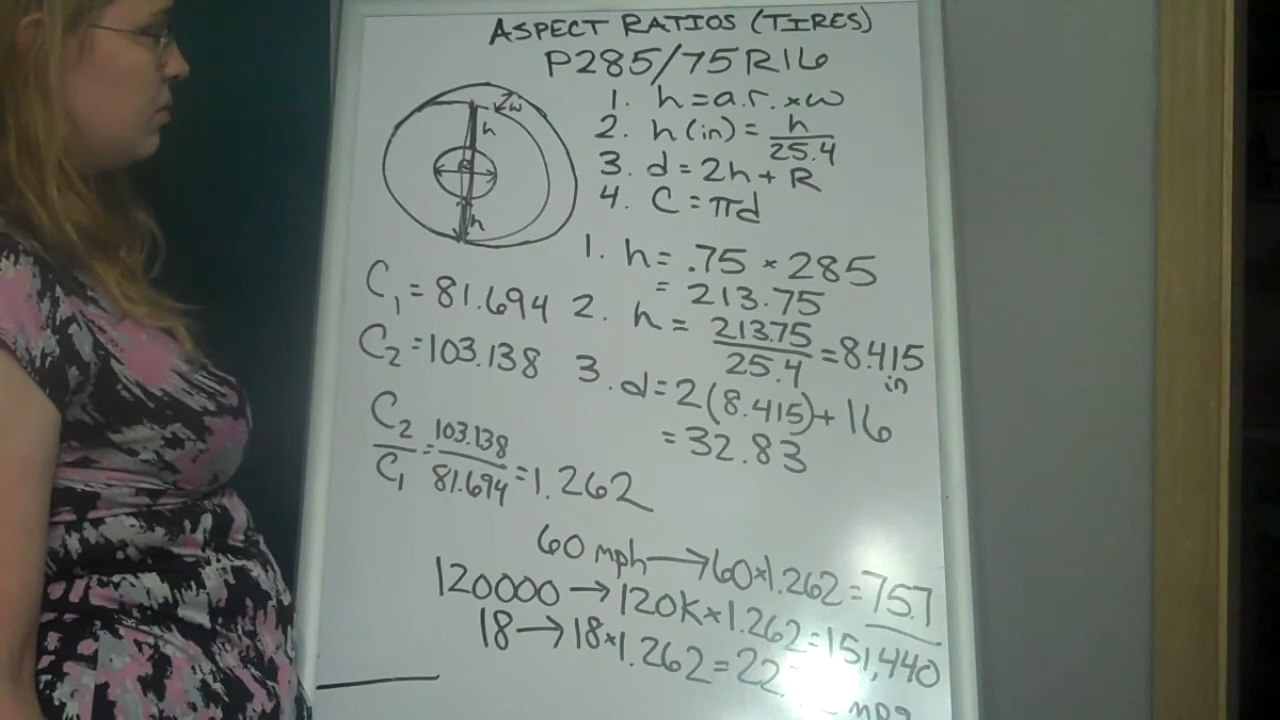 ASPECT RATIOS (TIRES)
P285/75R16
1. h = a.r. × w
2. h (in) = h / 25.4
3. d = 2h + R
4. C = πd
w
h
R
h
1. h = .75 × 285
= 213.75
2. h = 213.75 / 25.4 = 8.415 in
3. d = 2(8.415) + 16
= 32.83
C₁ = 81.694
C₂ = 103.138
C₂ / C₁ = 103.138 / 81.694 = 1.262
60 mph → 60 × 1.262 = 75.7
120000 → 120K × 1.262 = 151,440
18 → 18 × 1.262 = 22.
mpg